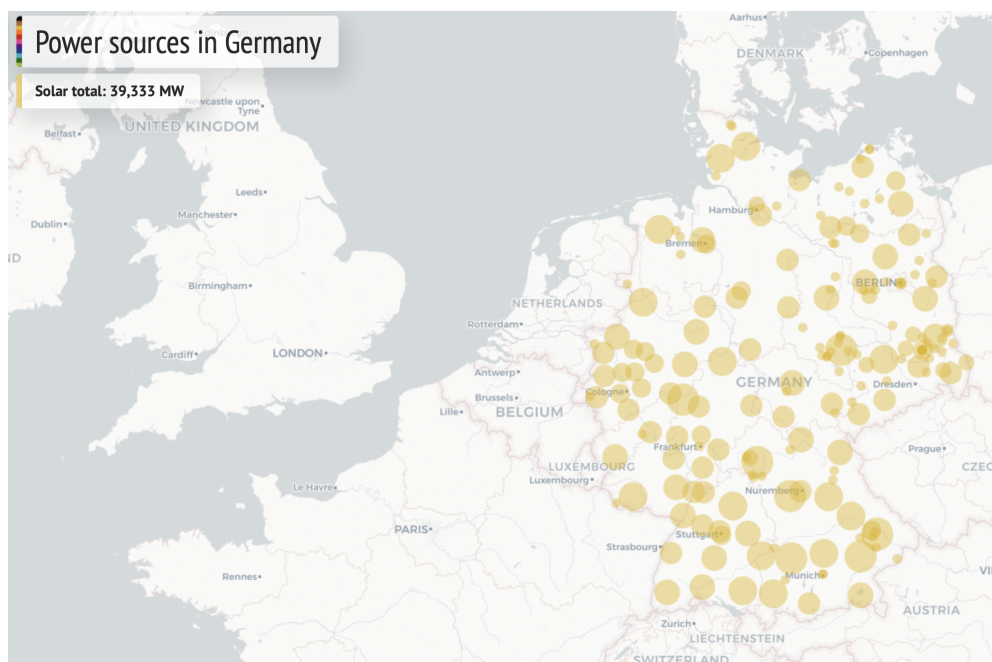 Power sources in Germany
Solar total: 39,333 MW
Aarhus
DENMARK
Copenhagen
Newcastle upon
Tyne
UNITED KINGDOM
Belfast
Leeds
Manchester
Dublin
Hamburg
Bremen
Birmingham
BERLIN
NETHERLANDS
Rotterdam
Cardiff
LONDON
Antwerp
GERMANY
Dresden
Cologne
Brussels
Lille
BELGIUM
Frankfurt
Prague
LUXEMBOURG
CZEC
Luxembourg
Le Havre
Nuremberg
PARIS
Stuttgart
Strasbourg
Rennes
Munich
VI
AUSTRIA
Zurich
LIECHTENSTEIN
SWITZERLAND